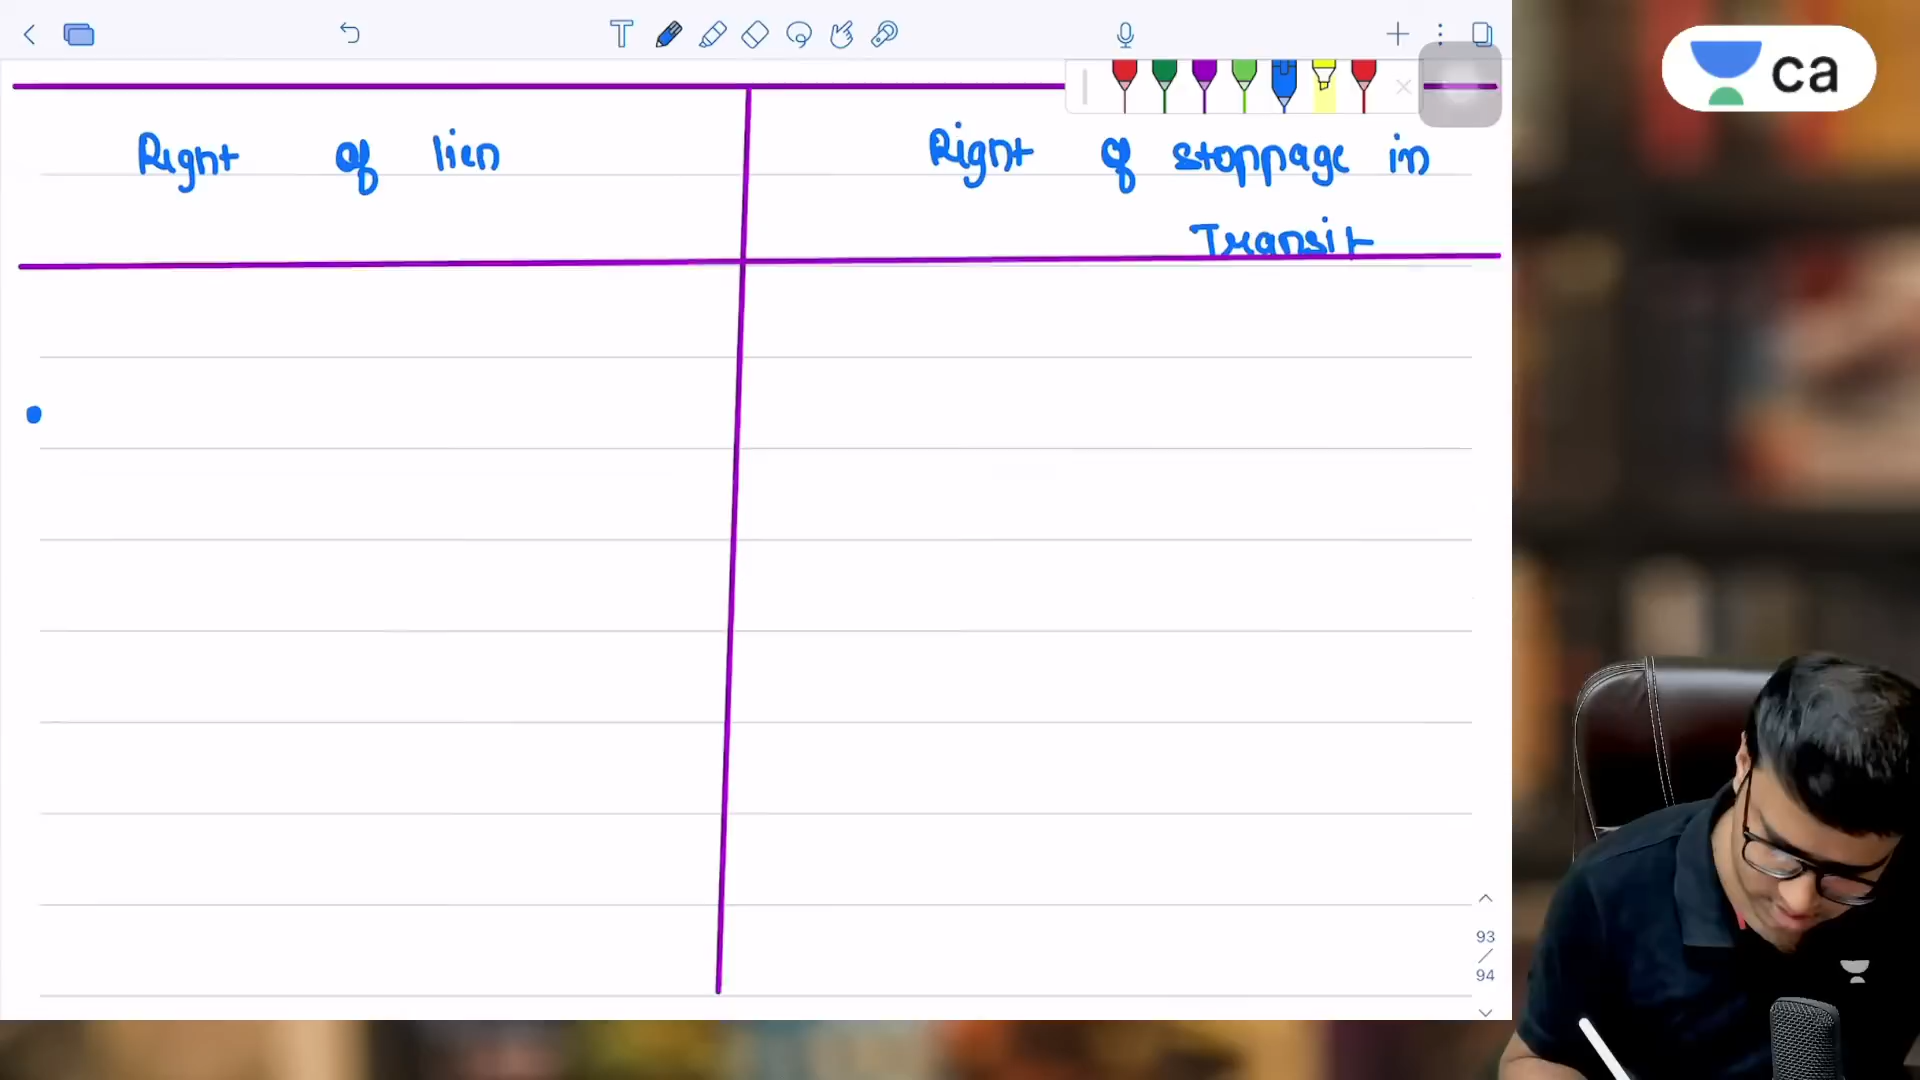 ca
Right of lien
Right of stoppage in
Transit
93
94